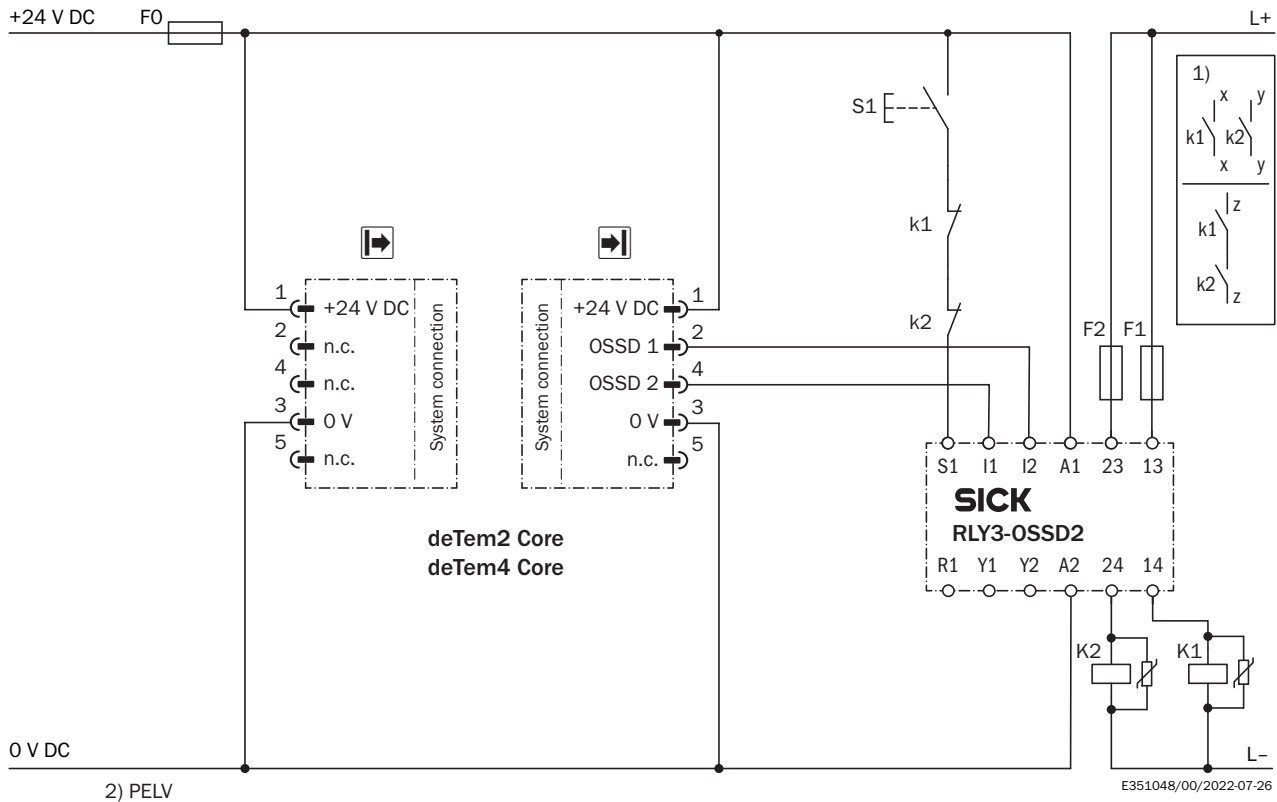 +24 V DC
F0
L+
1)
x
y
k1
k2
x
y
z
k1
k2
z
S1
k1
k2
F2
F1
1
+24 V DC
2
n.c.
4
n.c.
3
0 V
5
n.c.
System connection
System connection
+24 V DC
1
OSSD 1
2
OSSD 2
4
0 V
3
n.c.
5
deTem2 Core
deTem4 Core
S1
I1
I2
A1
23
13
SICK
RLY3-OSSD2
R1
Y1
Y2
A2
24
14
K2
K1
0 V DC
L–
2) PELV
E351048/00/2022-07-26